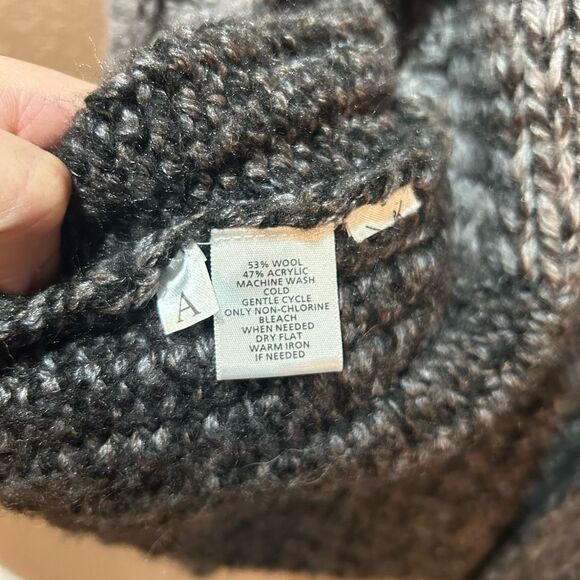 A
53% WOOL
47% ACRYLIC
MACHINE WASH
COLD
GENTLE CYCLE
ONLY NON-CHLORINE
BLEACH
WHEN NEEDED
DRY FLAT
WARM IRON
IF NEEDED